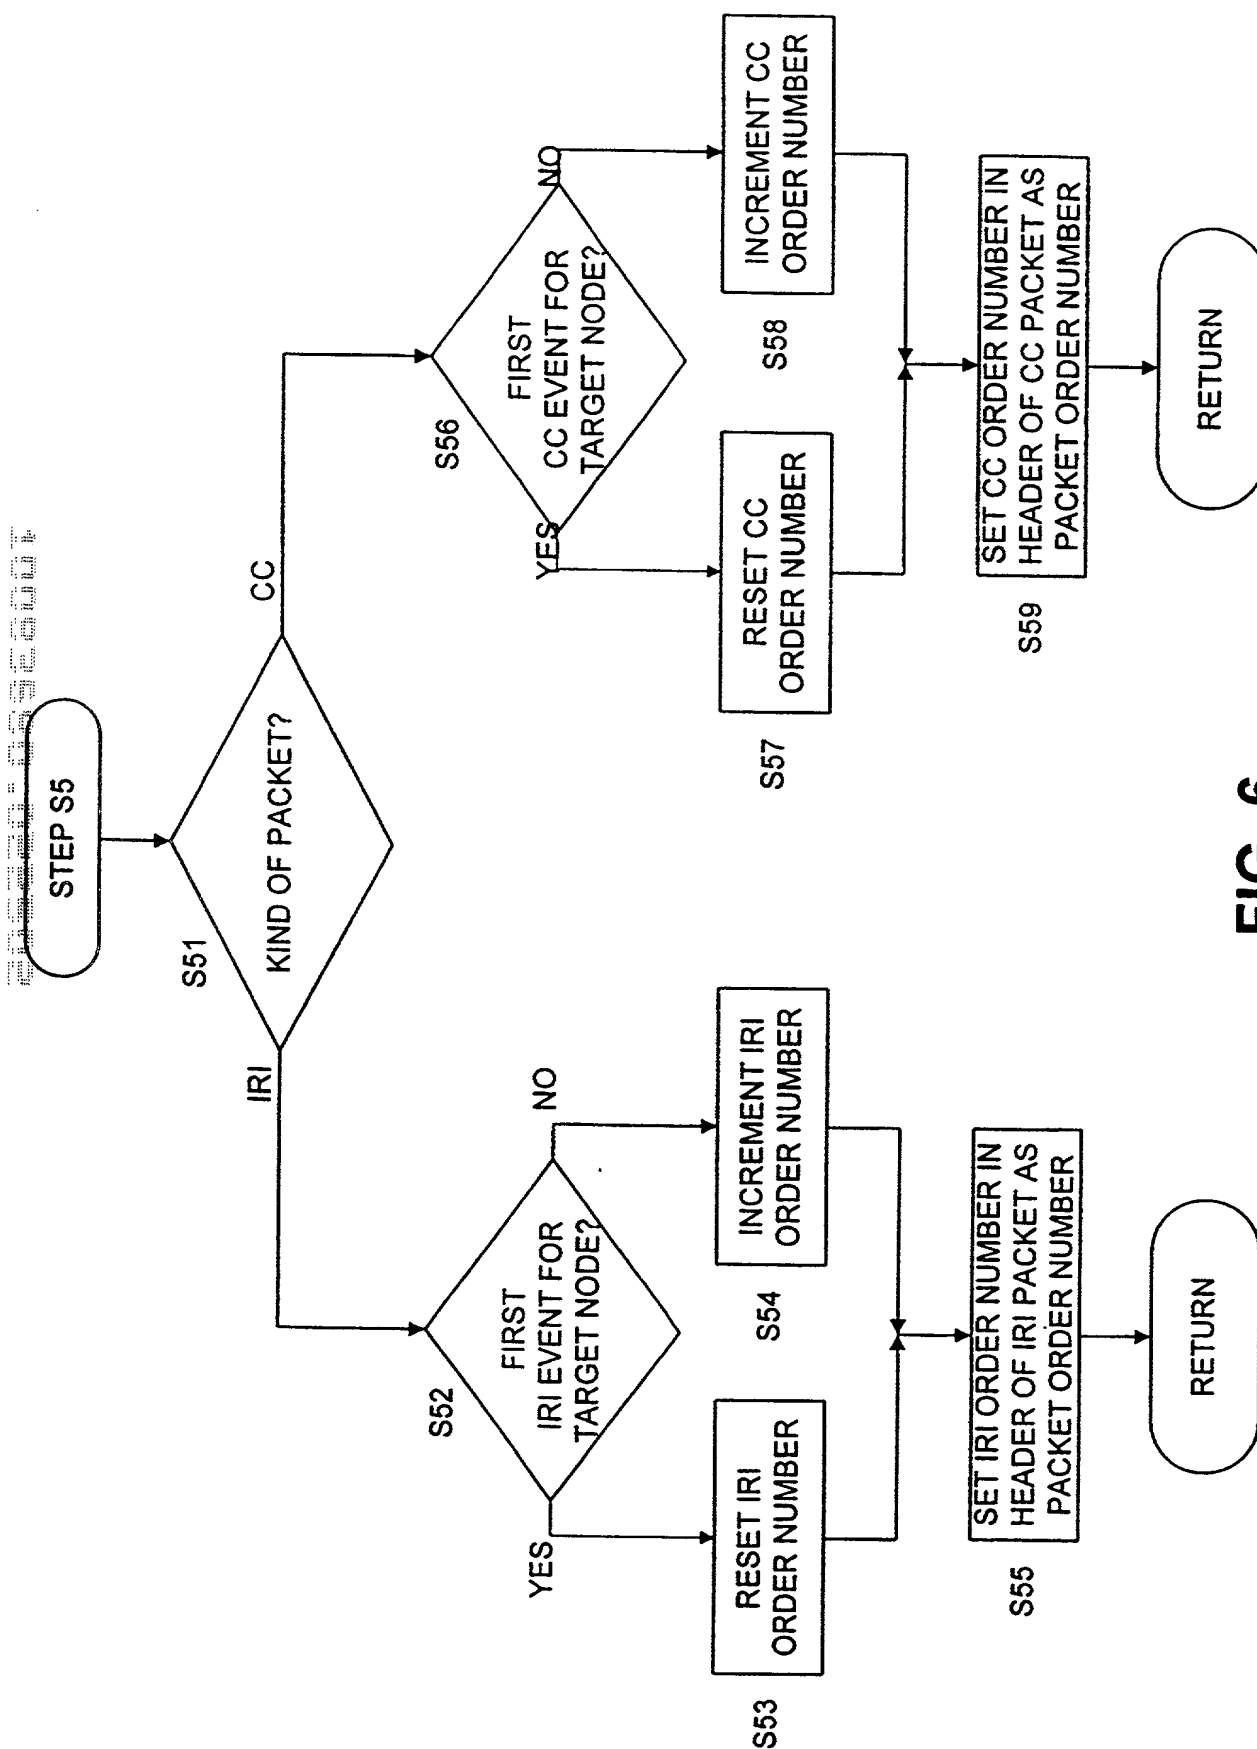 STEP S5
S51
KIND OF PACKET?
IRI
CC
S52
FIRST
IRI EVENT FOR
TARGET NODE?
YES
NO
S53
RESET IRI
ORDER NUMBER
S54
INCREMENT IRI
ORDER NUMBER
S55
SET IRI ORDER NUMBER IN
HEADER OF IRI PACKET AS
PACKET ORDER NUMBER
RETURN
S56
FIRST
CC EVENT FOR
TARGET NODE?
YES
NO
S57
RESET CC
ORDER NUMBER
S58
INCREMENT CC
ORDER NUMBER
S59
SET CC ORDER NUMBER IN
HEADER OF CC PACKET AS
PACKET ORDER NUMBER
RETURN
FIG. 6